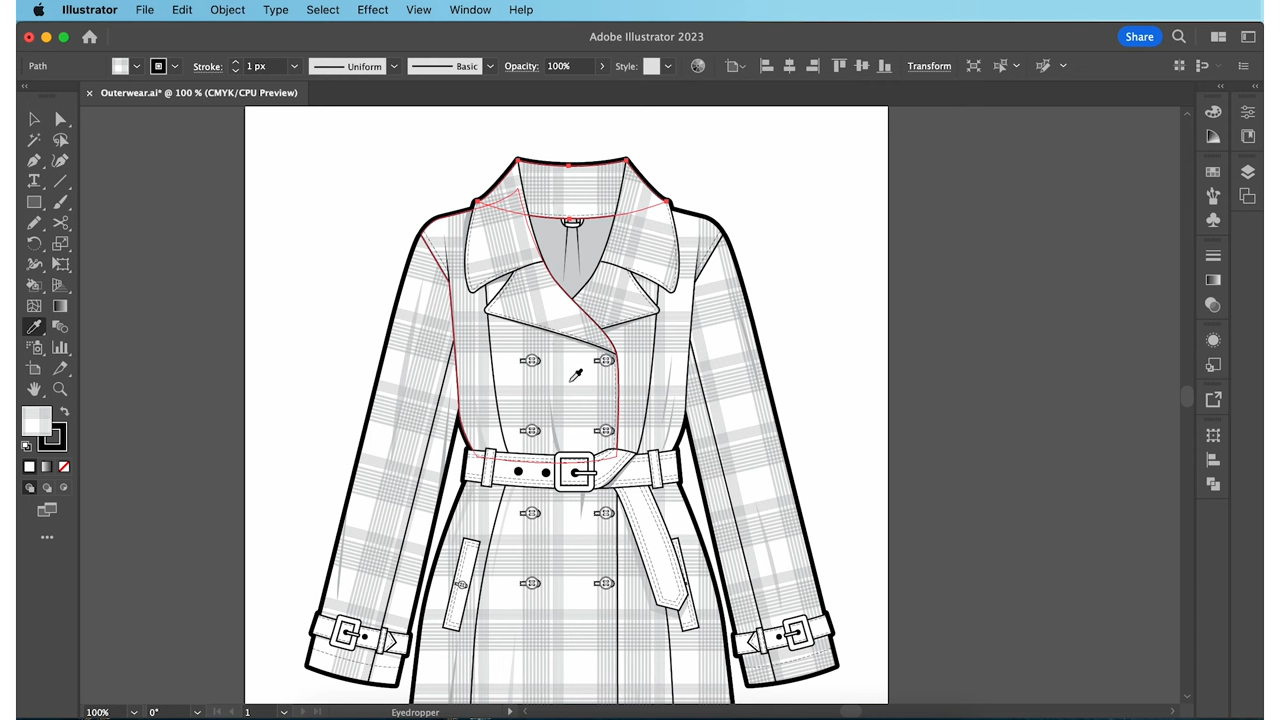 Illustrator File Edit Object Type Select Effect View Window Help
Adobe Illustrator 2023
Share
Path Stroke: 1 px Uniform Basic Opacity: 100% Style: Transform
× Outerwear.ai* @ 100 % (CMYK/CPU Preview)
100% 0° 1 Eyedropper